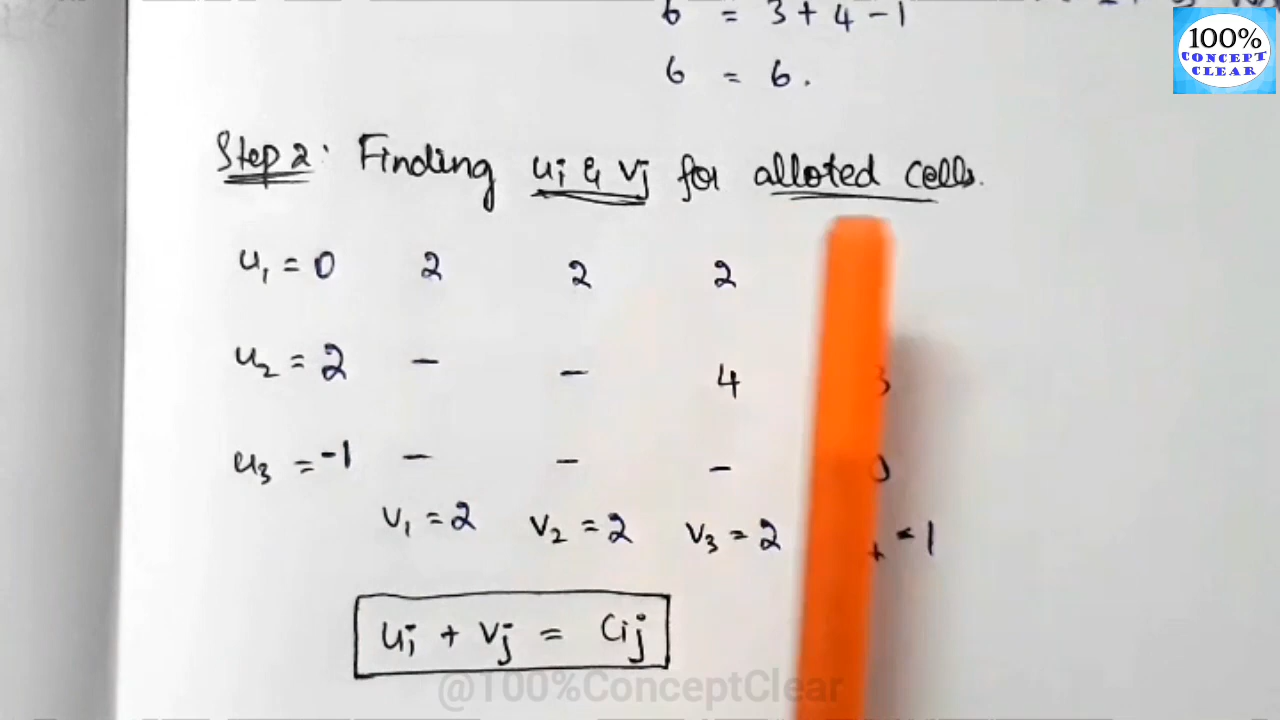 6 = 3 + 4 - 1
100%
CONCEPT
CLEAR
6 = 6.
Step 2: Finding ui & vj for alloted cells.
u1 = 0 2 2 2
u2 = 2 - - 4
u3 = -1 - - -
v1 = 2 v2 = 2 v3 = 2 = 1
ui + vj = Cij
@100%ConceptClear